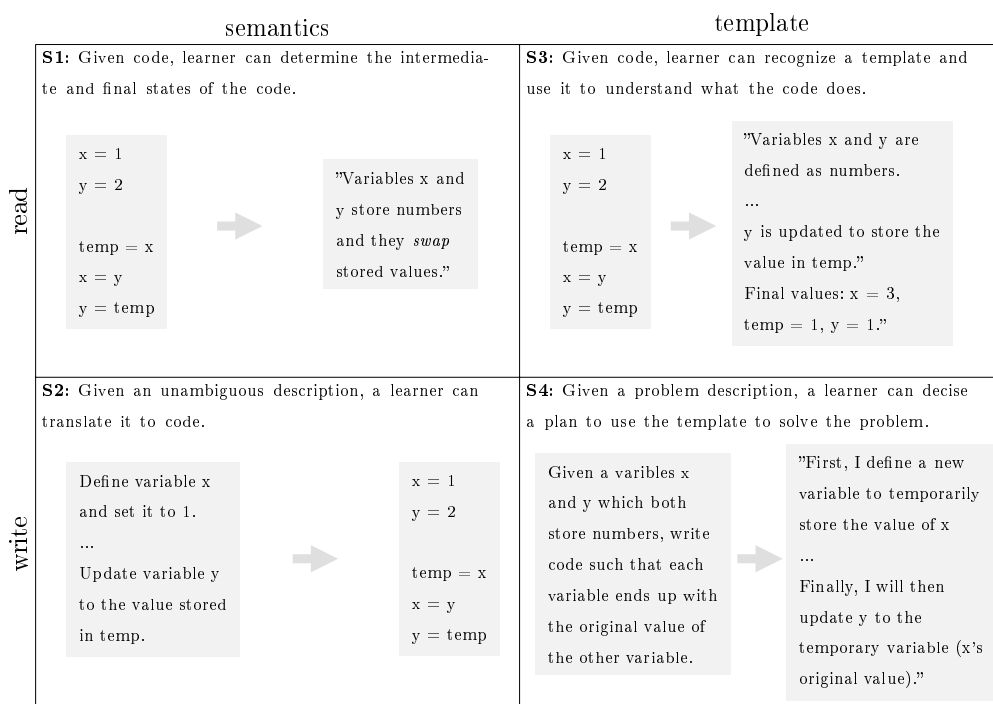 semantics
template
read
S1: Given code, learner can determine the intermedia-
te and final states of the code.
x = 1
y = 2
temp = x
x = y
y = temp
”Variables x and
y store numbers
and they swap
stored values.”
S3: Given code, learner can recognize a template and
use it to understand what the code does.
x = 1
y = 2
temp = x
x = y
y = temp
”Variables x and y are
defined as numbers.
...
y is updated to store the
value in temp.”
Final values: x = 3,
temp = 1, y = 1.”
write
S2: Given an unambiguous description, a learner can
translate it to code.
Define variable x
and set it to 1.
...
Update variable y
to the value stored
in temp.
x = 1
y = 2
temp = x
x = y
y = temp
S4: Given a problem description, a learner can decise
a plan to use the template to solve the problem.
Given a varibles x
and y which both
store numbers, write
code such that each
variable ends up with
the original value of
the other variable.
”First, I define a new
variable to temporarily
store the value of x
...
Finally, I will then
update y to the
temporary variable (x’s
original value).”